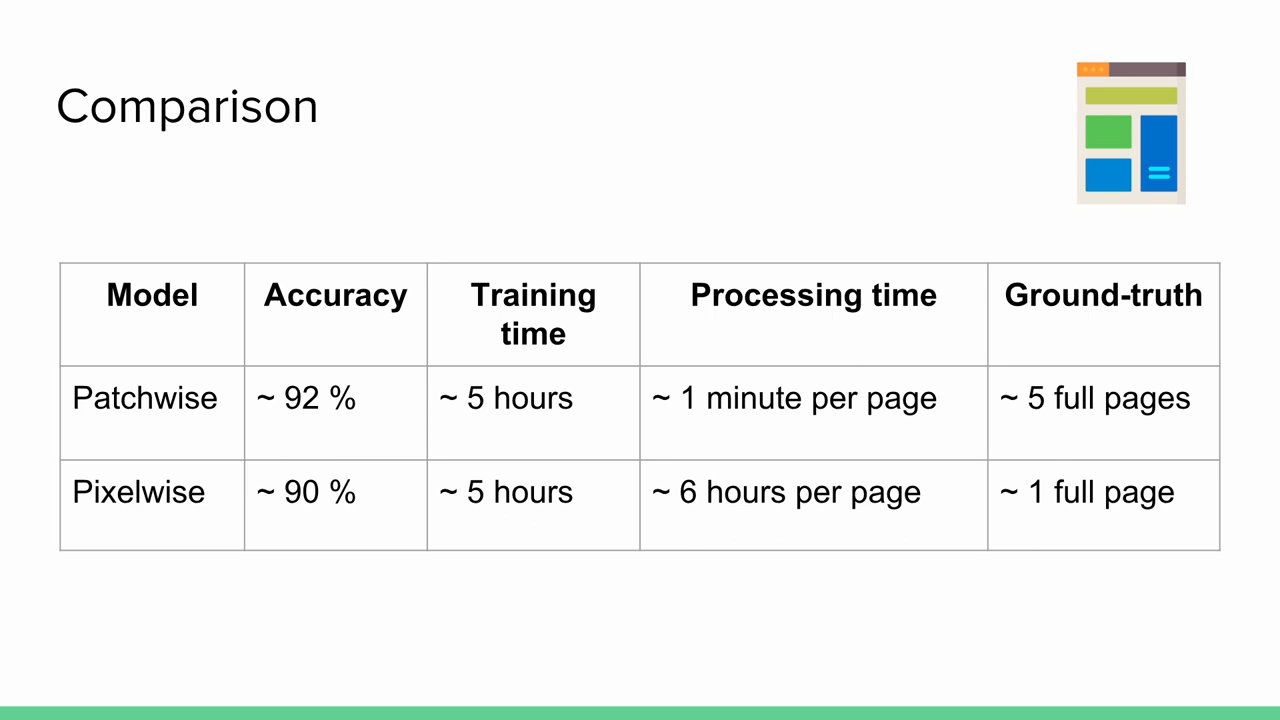 Comparison
Model Accuracy Training time Processing time Ground-truth
Patchwise ~ 92 % ~ 5 hours ~ 1 minute per page ~ 5 full pages
Pixelwise ~ 90 % ~ 5 hours ~ 6 hours per page ~ 1 full page